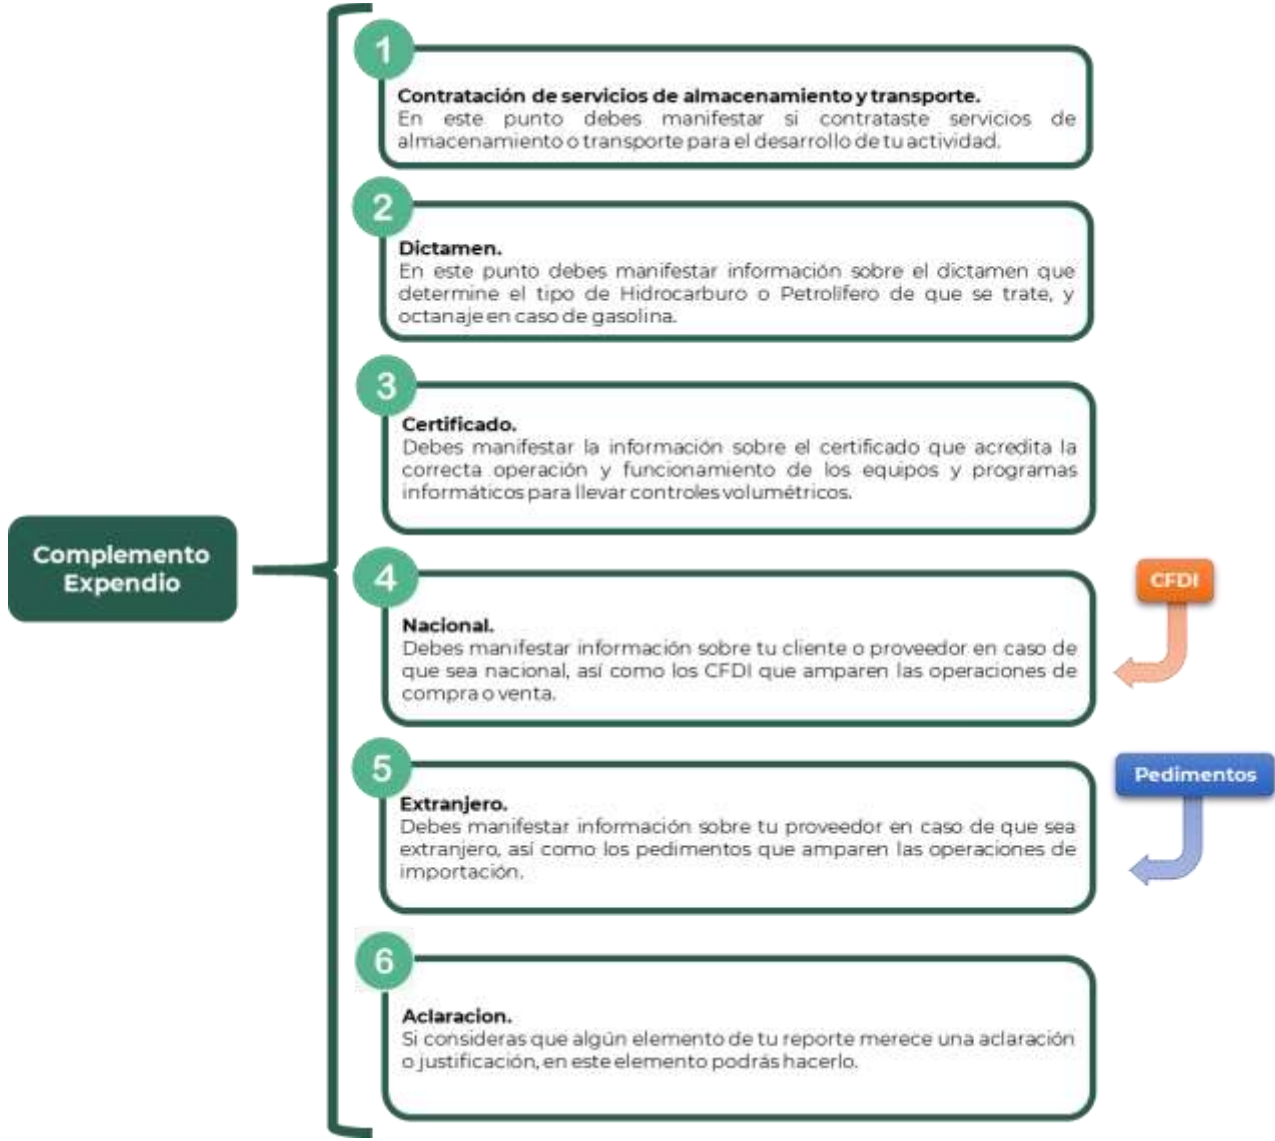 1
Contratación de servicios de almacenamiento y transporte.
En este punto debes manifestar si contrataste servicios de
almacenamiento o transporte para el desarrollo de tu actividad.
2
Dictamen.
En este punto debes manifestar información sobre el dictamen que
determine el tipo de Hidrocarburo o Petrolífero de que se trate, y
octanaje en caso de gasolina.
3
Certificado.
Debes manifestar la información sobre el certificado que acredita la
correcta operación y funcionamiento de los equipos y programas
informáticos para llevar controles volumétricos.
Complemento
Expendio
4
Nacional.
Debes manifestar información sobre tu cliente o proveedor en caso de
que sea nacional, así como los CFDI que amparen las operaciones de
compra o venta.
CFDI
5
Extranjero.
Debes manifestar información sobre tu proveedor en caso de que sea
extranjero, así como los pedimentos que amparen las operaciones de
importación.
Pedimentos
6
Aclaracion.
Si consideras que algún elemento de tu reporte merece una aclaración
o justificación, en este elemento podrás hacerlo.